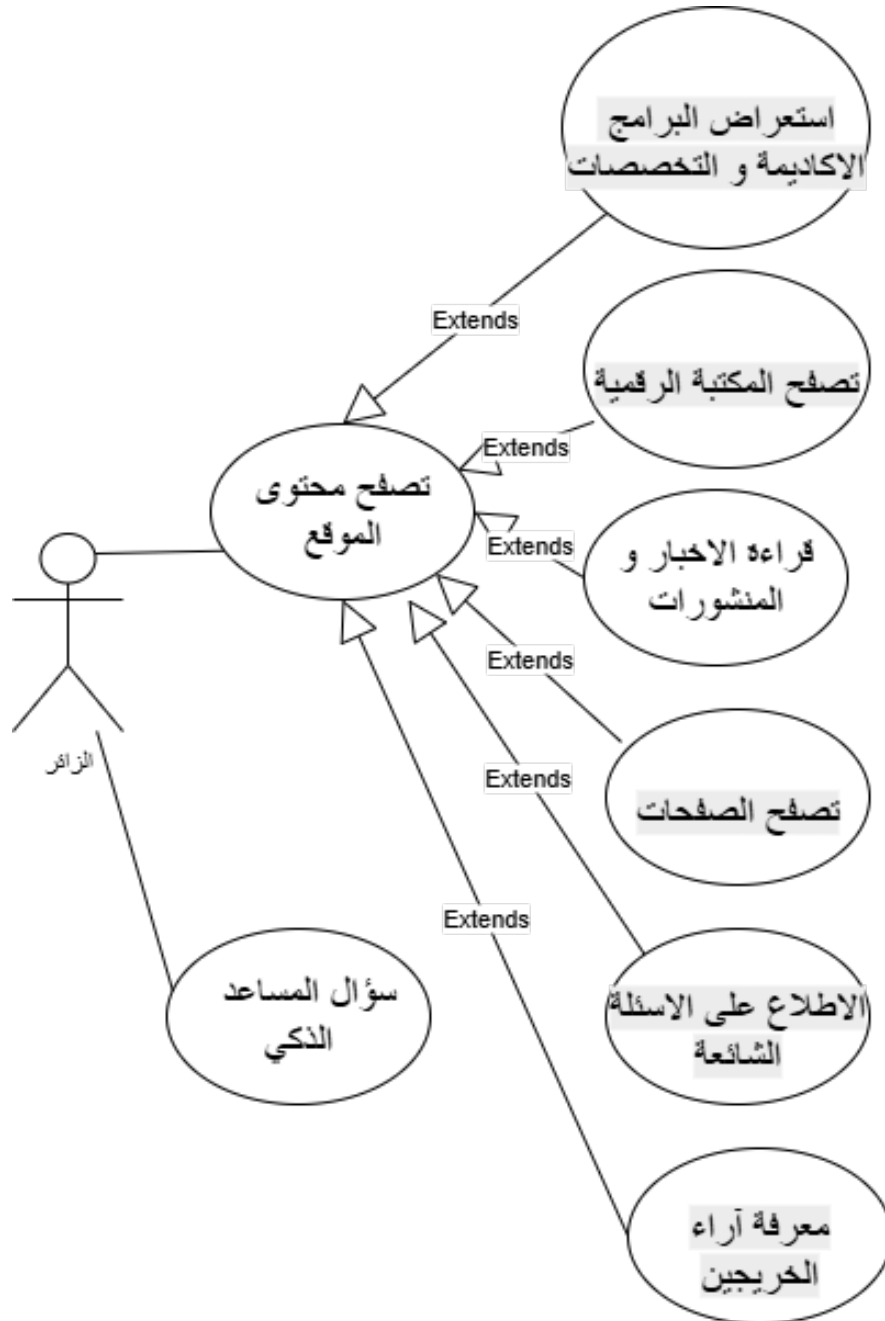 استعراض البرامج
الاكاديمة و التخصصات
Extends
تصفح المكتبة الرقمية
Extends
تصفح محتوى
الموقع
قراءة الاخبار و
المنشورات
Extends
Extends
الزائر
تصفح الصفحات
Extends
Extends
سؤال المساعد
الذكي
الاطلاع على الاسئلة
الشائعة
معرفة آراء
الخريجين